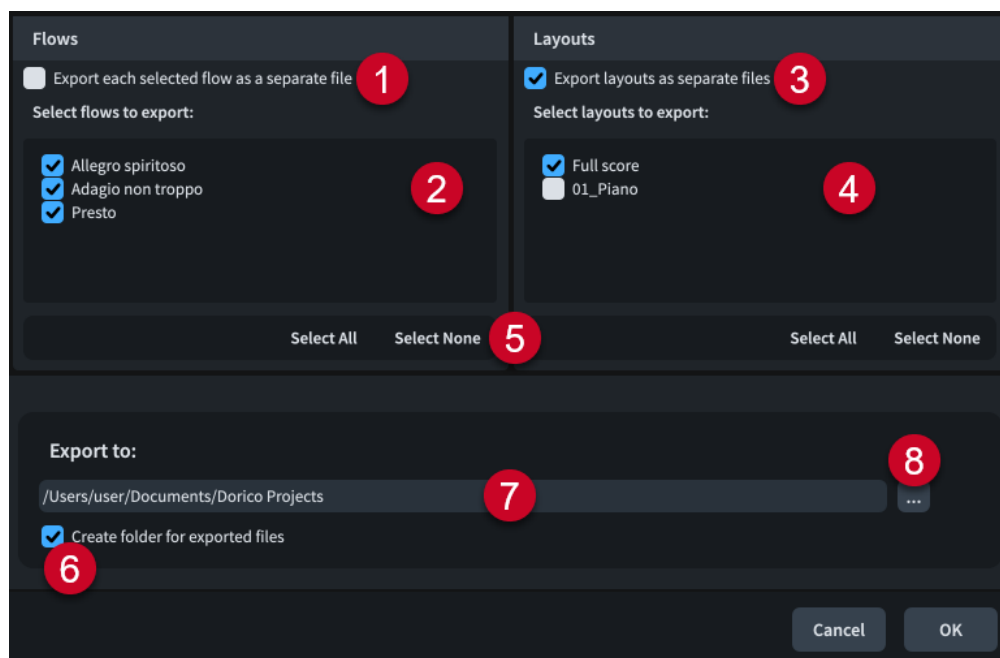 Flows
Export each selected flow as a separate file 1
Select flows to export:
Allegro spiritoso
Adagio non troppo
Presto
2
Select All Select None 5
Layouts
Export layouts as separate files 3
Select layouts to export:
Full score
01_Piano
4
Select All Select None
Export to:
8
/Users/user/Documents/Dorico Projects 7 ...
Create folder for exported files
6
Cancel OK